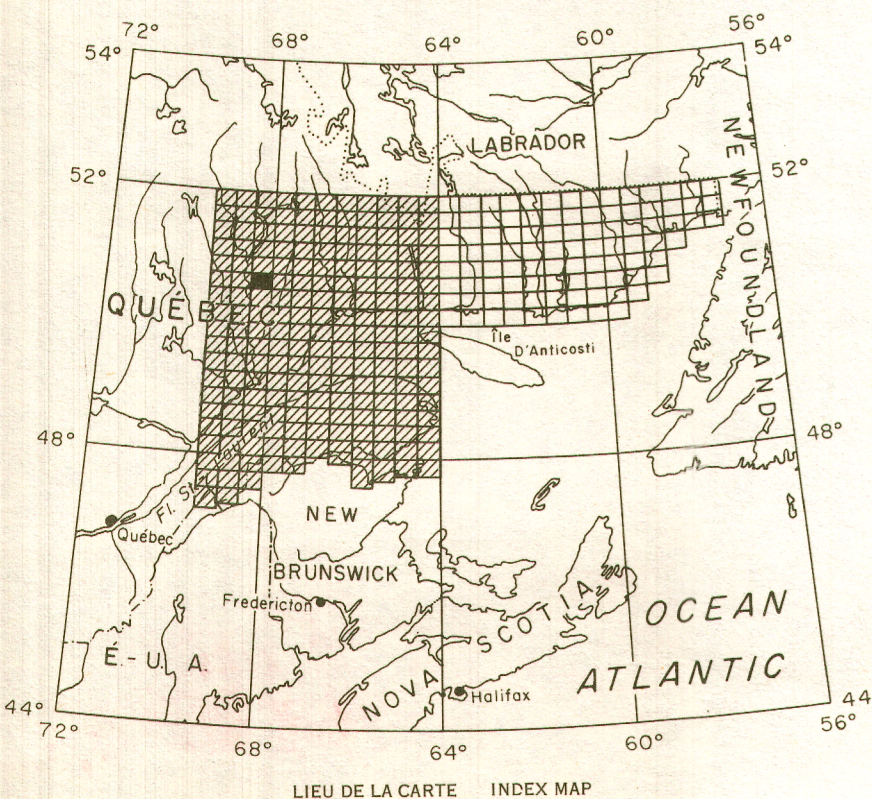 72°
68°
64°
60°
56°
54°
54°
LABRADOR
52°
52°
NEWFOUNDLAND
QUÉBEC
Île
D'Anticosti
Fl. St. Laurent
48°
48°
NEW
BRUNSWICK
Québec
Fredericton
É.-U.A.
NOVA SCOTIA
Halifax
OCEAN
ATLANTIC
44°
44
72°
68°
64°
60°
56°
LIEU DE LA CARTE INDEX MAP